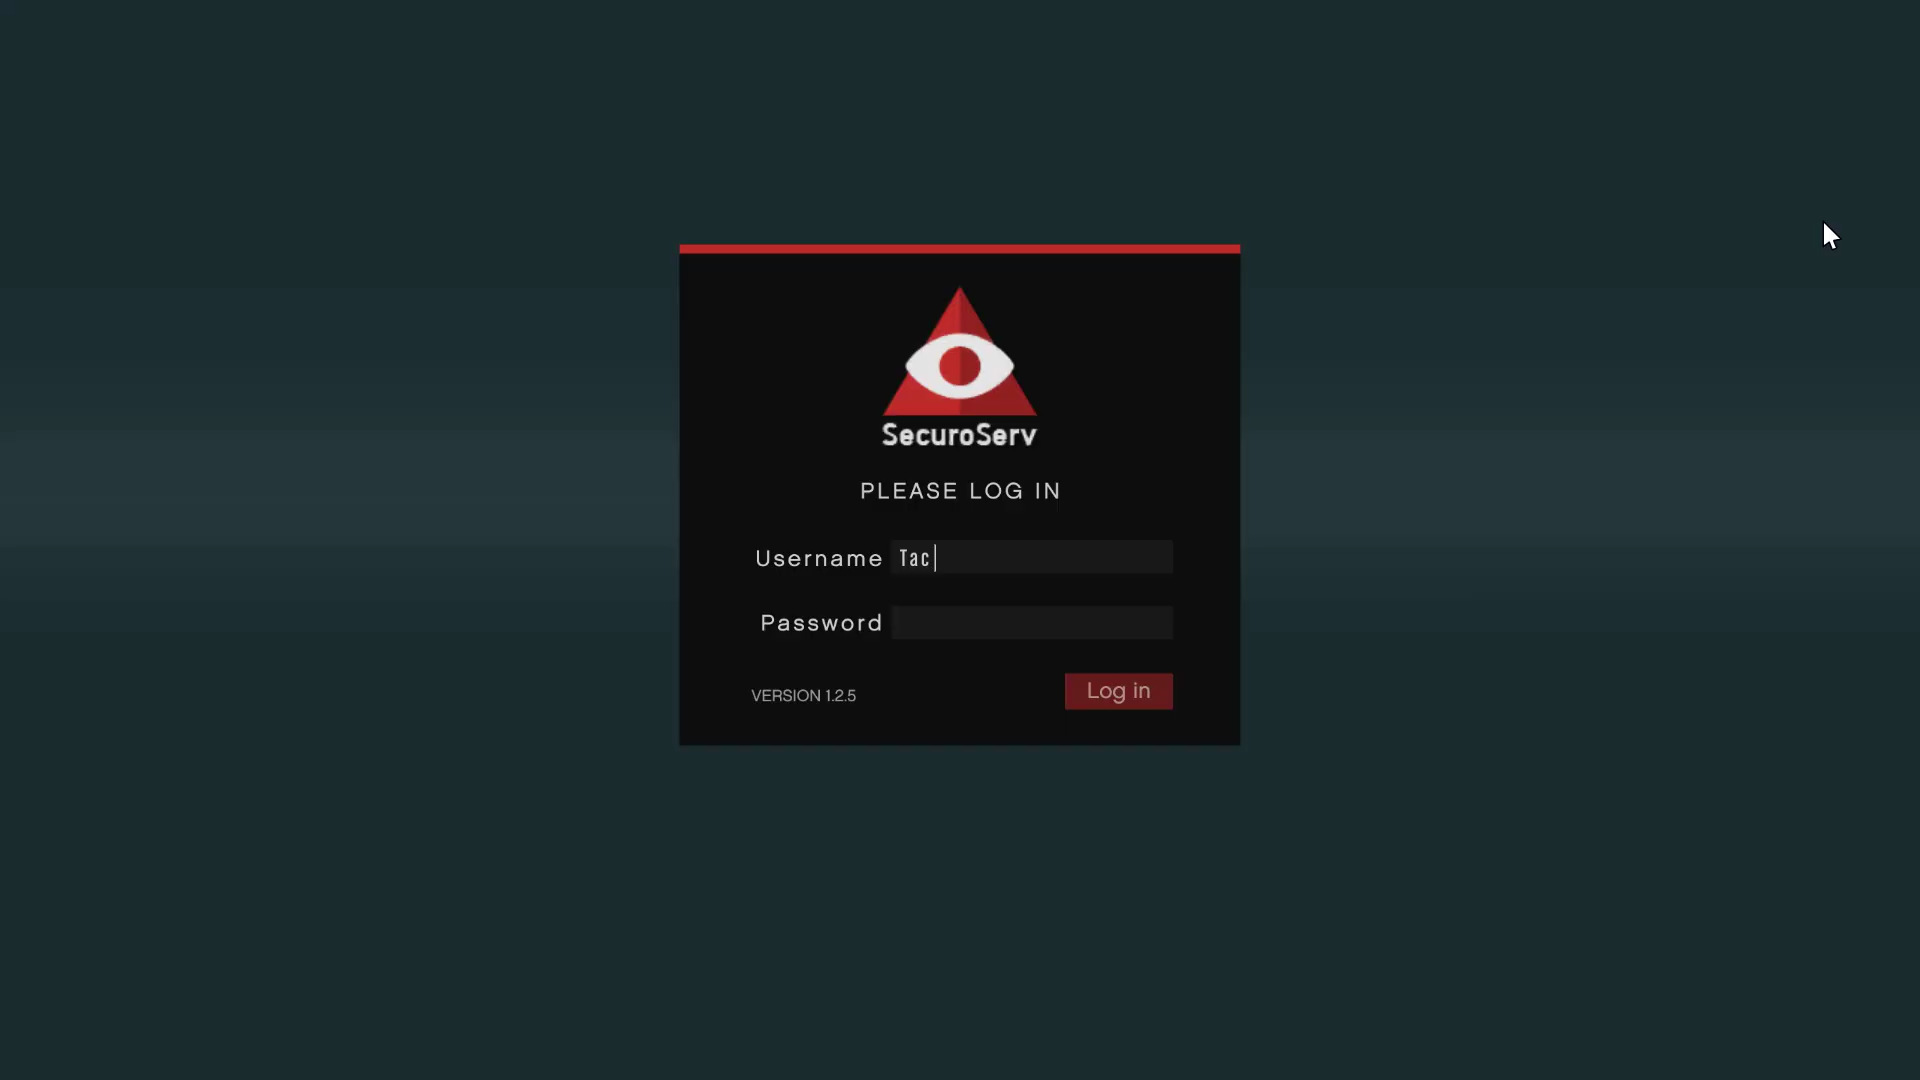 SecuroServ
PLEASE LOG IN
Username Tac
Password
VERSION 1.2.5
Log in